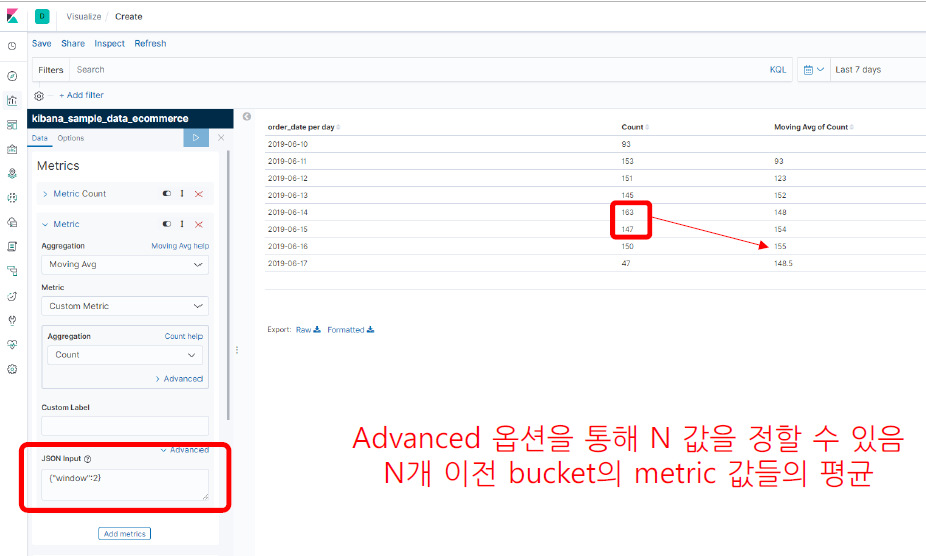 D Visualize / Create
Save Share Inspect Refresh
Filters Search KQL Last 7 days
+ Add filter
kibana_sample_data_ecommerce
Data Options
Metrics
Metric Count
Metric
Aggregation Moving Avg help
Moving Avg
Metric
Custom Metric
Aggregation Count help
Count
Advanced
Custom Label
Advanced
JSON Input
{"window":2}
Add metrics
order_date per day Count Moving Avg of Count
2019-06-10 93
2019-06-11 153 93
2019-06-12 151 123
2019-06-13 145 152
2019-06-14 163 148
2019-06-15 147 154
2019-06-16 150 155
2019-06-17 47 148.5
Export: Raw Formatted
Advanced 옵션을 통해 N 값을 정할 수 있음
N개 이전 bucket의 metric 값들의 평균